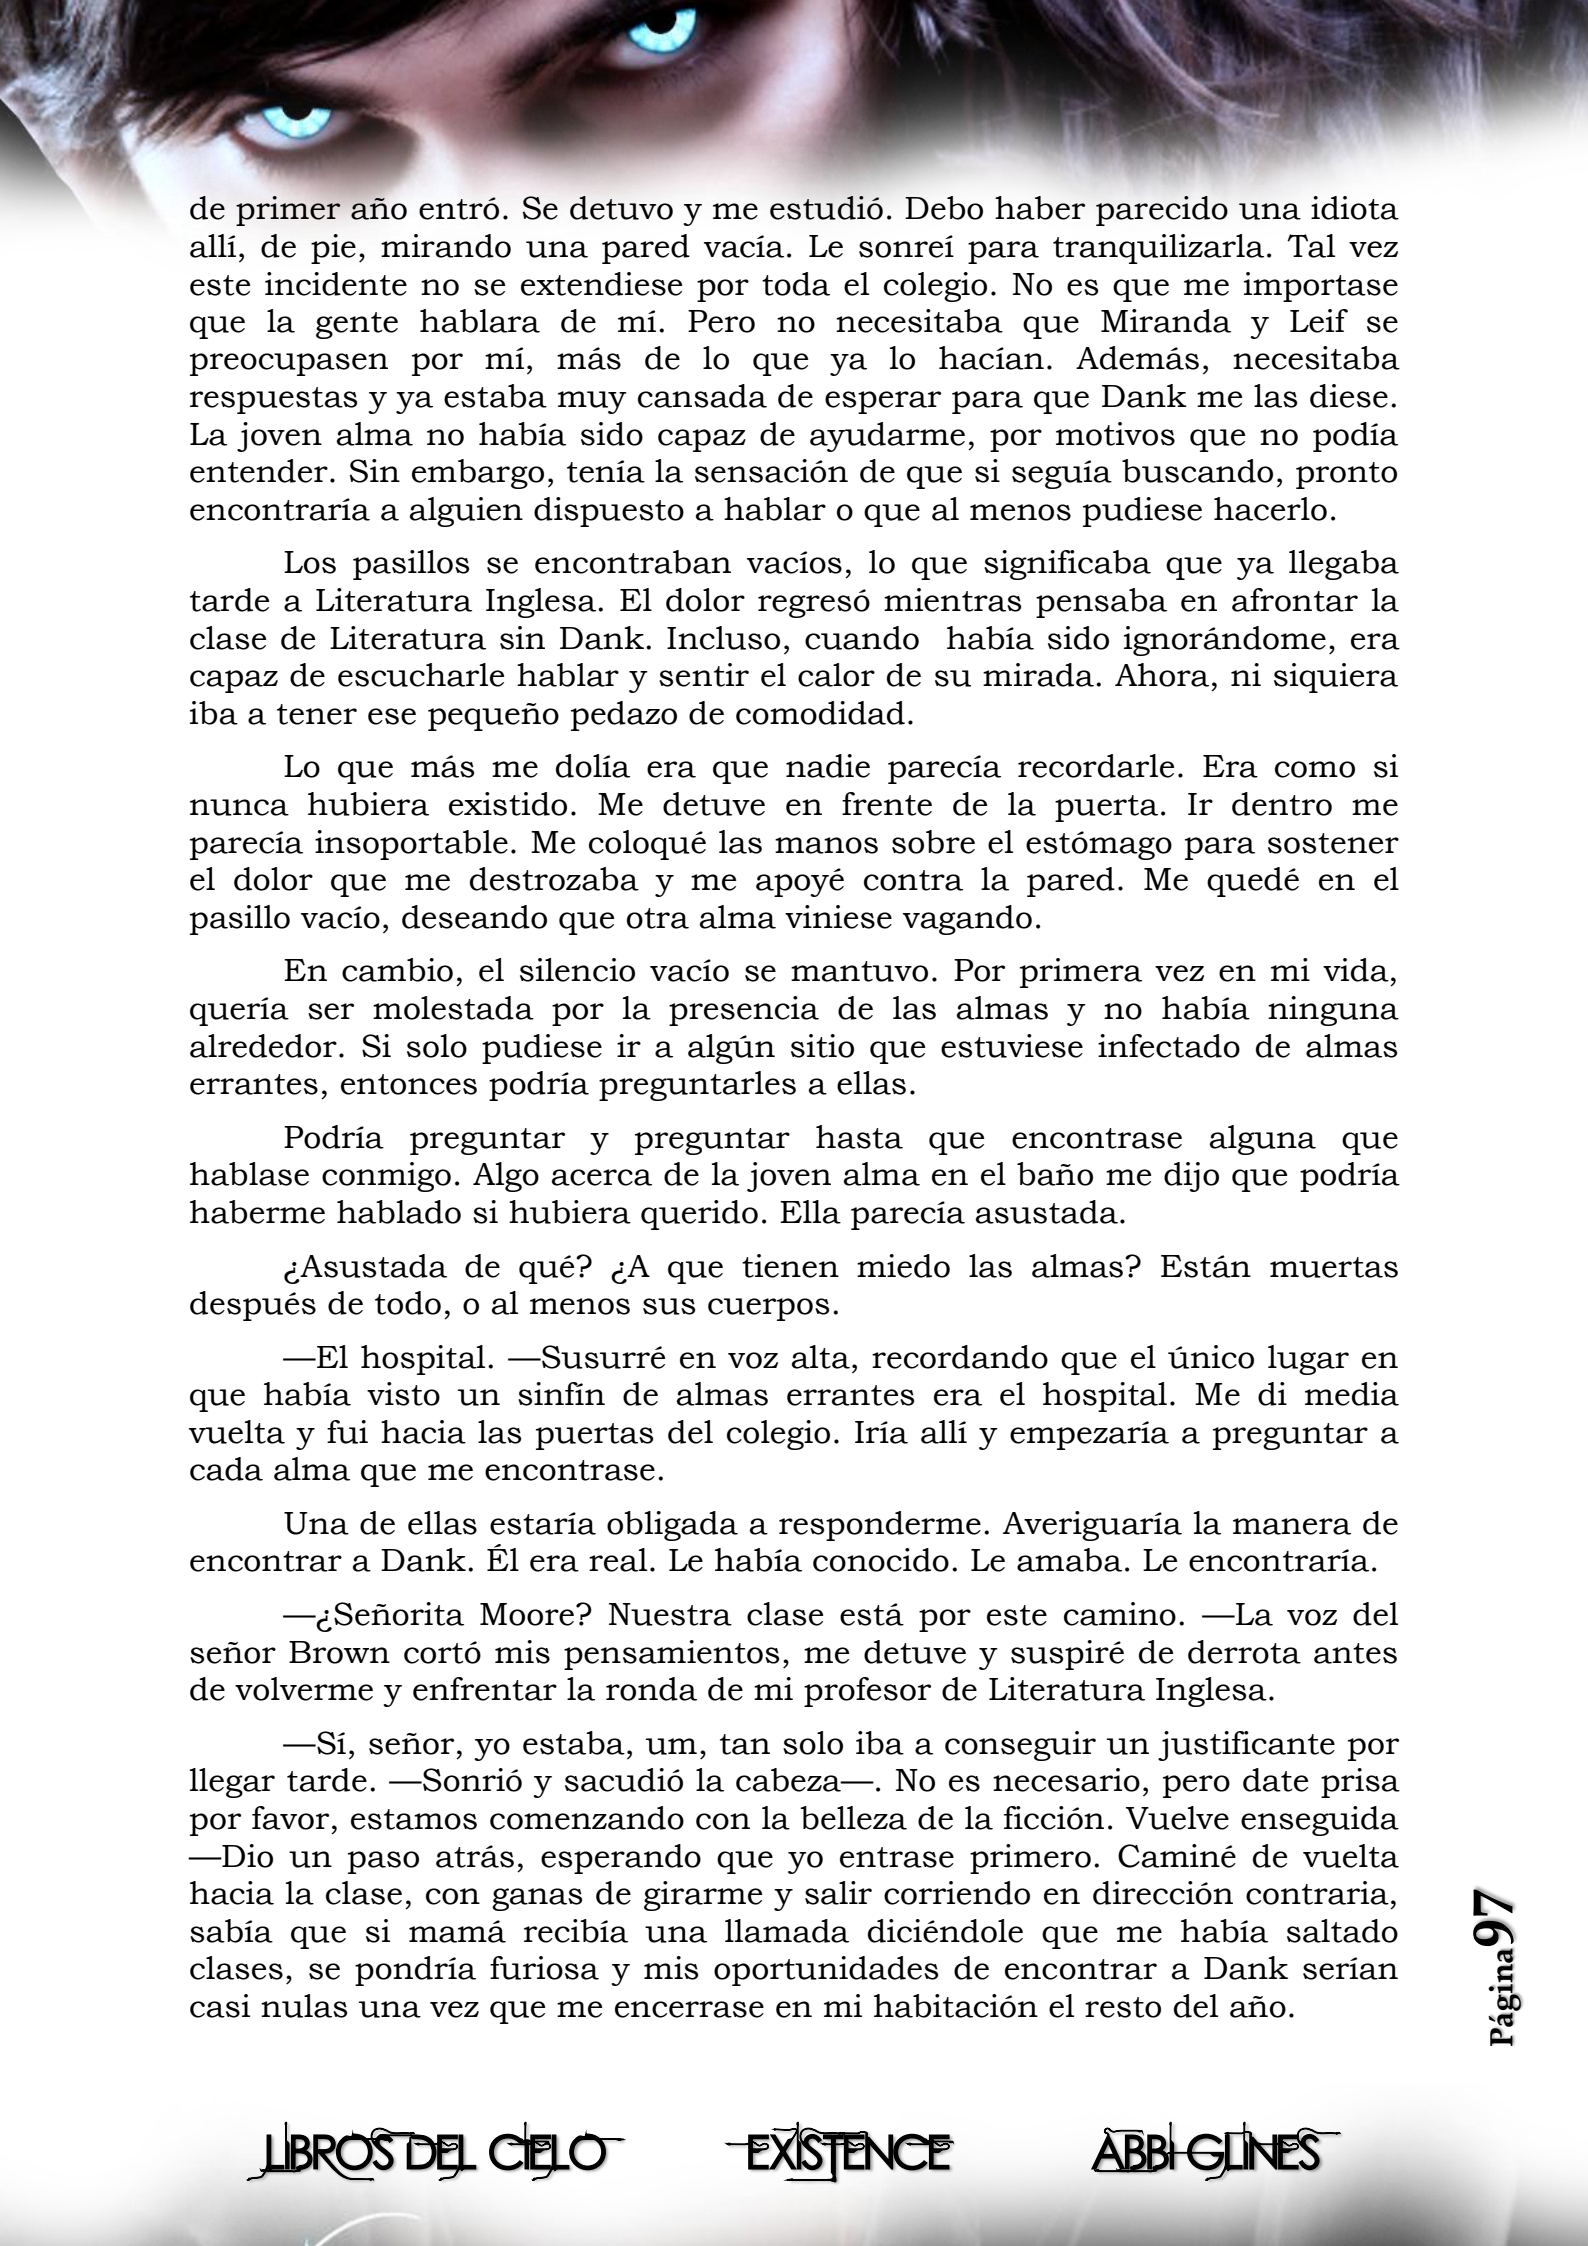 de primer año entró. Se detuvo y me estudió. Debo haber parecido una idiota
allí, de pie, mirando una pared vacía. Le sonreí para tranquilizarla. Tal vez
este incidente no se extendiese por toda el colegio. No es que me importase
que la gente hablara de mí. Pero no necesitaba que Miranda y Leif se
preocupasen por mí, más de lo que ya lo hacían. Además, necesitaba
respuestas y ya estaba muy cansada de esperar para que Dank me las diese.
La joven alma no había sido capaz de ayudarme, por motivos que no podía
entender. Sin embargo, tenía la sensación de que si seguía buscando, pronto
encontraría a alguien dispuesto a hablar o que al menos pudiese hacerlo.
Los pasillos se encontraban vacíos, lo que significaba que ya llegaba
tarde a Literatura Inglesa. El dolor regresó mientras pensaba en afrontar la
clase de Literatura sin Dank. Incluso, cuando había sido ignorándome, era
capaz de escucharle hablar y sentir el calor de su mirada. Ahora, ni siquiera
iba a tener ese pequeño pedazo de comodidad.
Lo que más me dolía era que nadie parecía recordarle. Era como si
nunca hubiera existido. Me detuve en frente de la puerta. Ir dentro me
parecía insoportable. Me coloqué las manos sobre el estómago para sostener
el dolor que me destrozaba y me apoyé contra la pared. Me quedé en el
pasillo vacío, deseando que otra alma viniese vagando.
En cambio, el silencio vacío se mantuvo. Por primera vez en mi vida,
quería ser molestada por la presencia de las almas y no había ninguna
alrededor. Si solo pudiese ir a algún sitio que estuviese infectado de almas
errantes, entonces podría preguntarles a ellas.
Podría preguntar y preguntar hasta que encontrase alguna que
hablase conmigo. Algo acerca de la joven alma en el baño me dijo que podría
haberme hablado si hubiera querido. Ella parecía asustada.
¿Asustada de qué? ¿A que tienen miedo las almas? Están muertas
después de todo, o al menos sus cuerpos.
—El hospital. —Susurré en voz alta, recordando que el único lugar en
que había visto un sinfín de almas errantes era el hospital. Me di media
vuelta y fui hacia las puertas del colegio. Iría allí y empezaría a preguntar a
cada alma que me encontrase.
Una de ellas estaría obligada a responderme. Averiguaría la manera de
encontrar a Dank. Él era real. Le había conocido. Le amaba. Le encontraría.
—¿Señorita Moore? Nuestra clase está por este camino. —La voz del
señor Brown cortó mis pensamientos, me detuve y suspiré de derrota antes
de volverme y enfrentar la ronda de mi profesor de Literatura Inglesa.
—Sí, señor, yo estaba, um, tan solo iba a conseguir un justificante por
llegar tarde. —Sonrió y sacudió la cabeza—. No es necesario, pero date prisa
por favor, estamos comenzando con la belleza de la ficción. Vuelve enseguida
—Dio un paso atrás, esperando que yo entrase primero. Caminé de vuelta
hacia la clase, con ganas de girarme y salir corriendo en dirección contraria,
sabía que si mamá recibía una llamada diciéndole que me había saltado
clases, se pondría furiosa y mis oportunidades de encontrar a Dank serían
casi nulas una vez que me encerrase en mi habitación el resto del año.
Página97
LIBROS DEL CIELO EXISTENCE ABBI GLINES